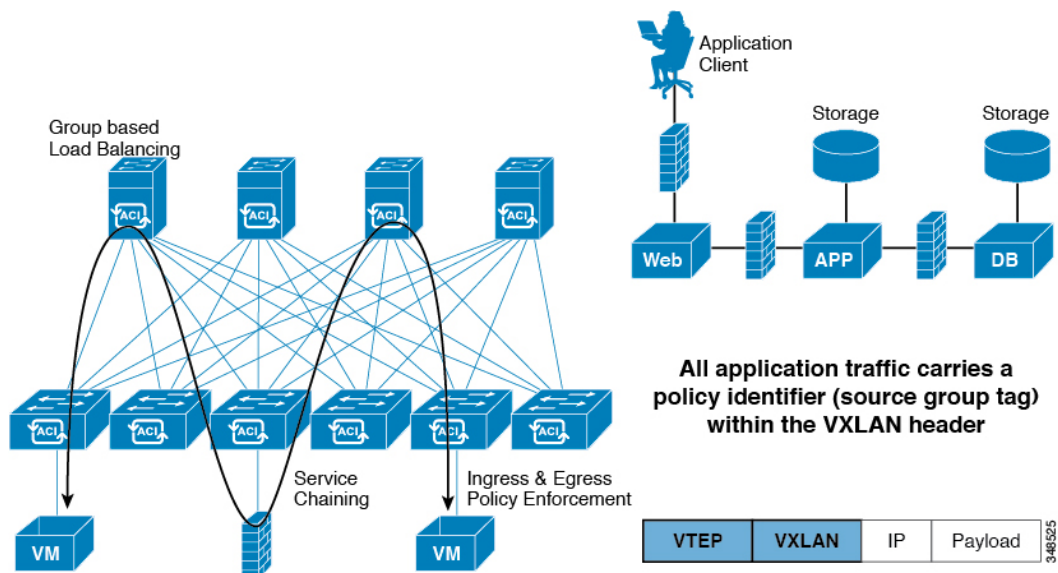 Application
Client
Group based
Load Balancing
Storage
Storage
ACI
ACI
ACI
ACI
Web
APP
DB
All application traffic carries a
policy identifier (source group tag)
within the VXLAN header
ACI
ACI
ACI
ACI
ACI
ACI
Service
Chaining
Ingress & Egress
Policy Enforcement
VM
VM
VTEP
VXLAN
IP
Payload
348525